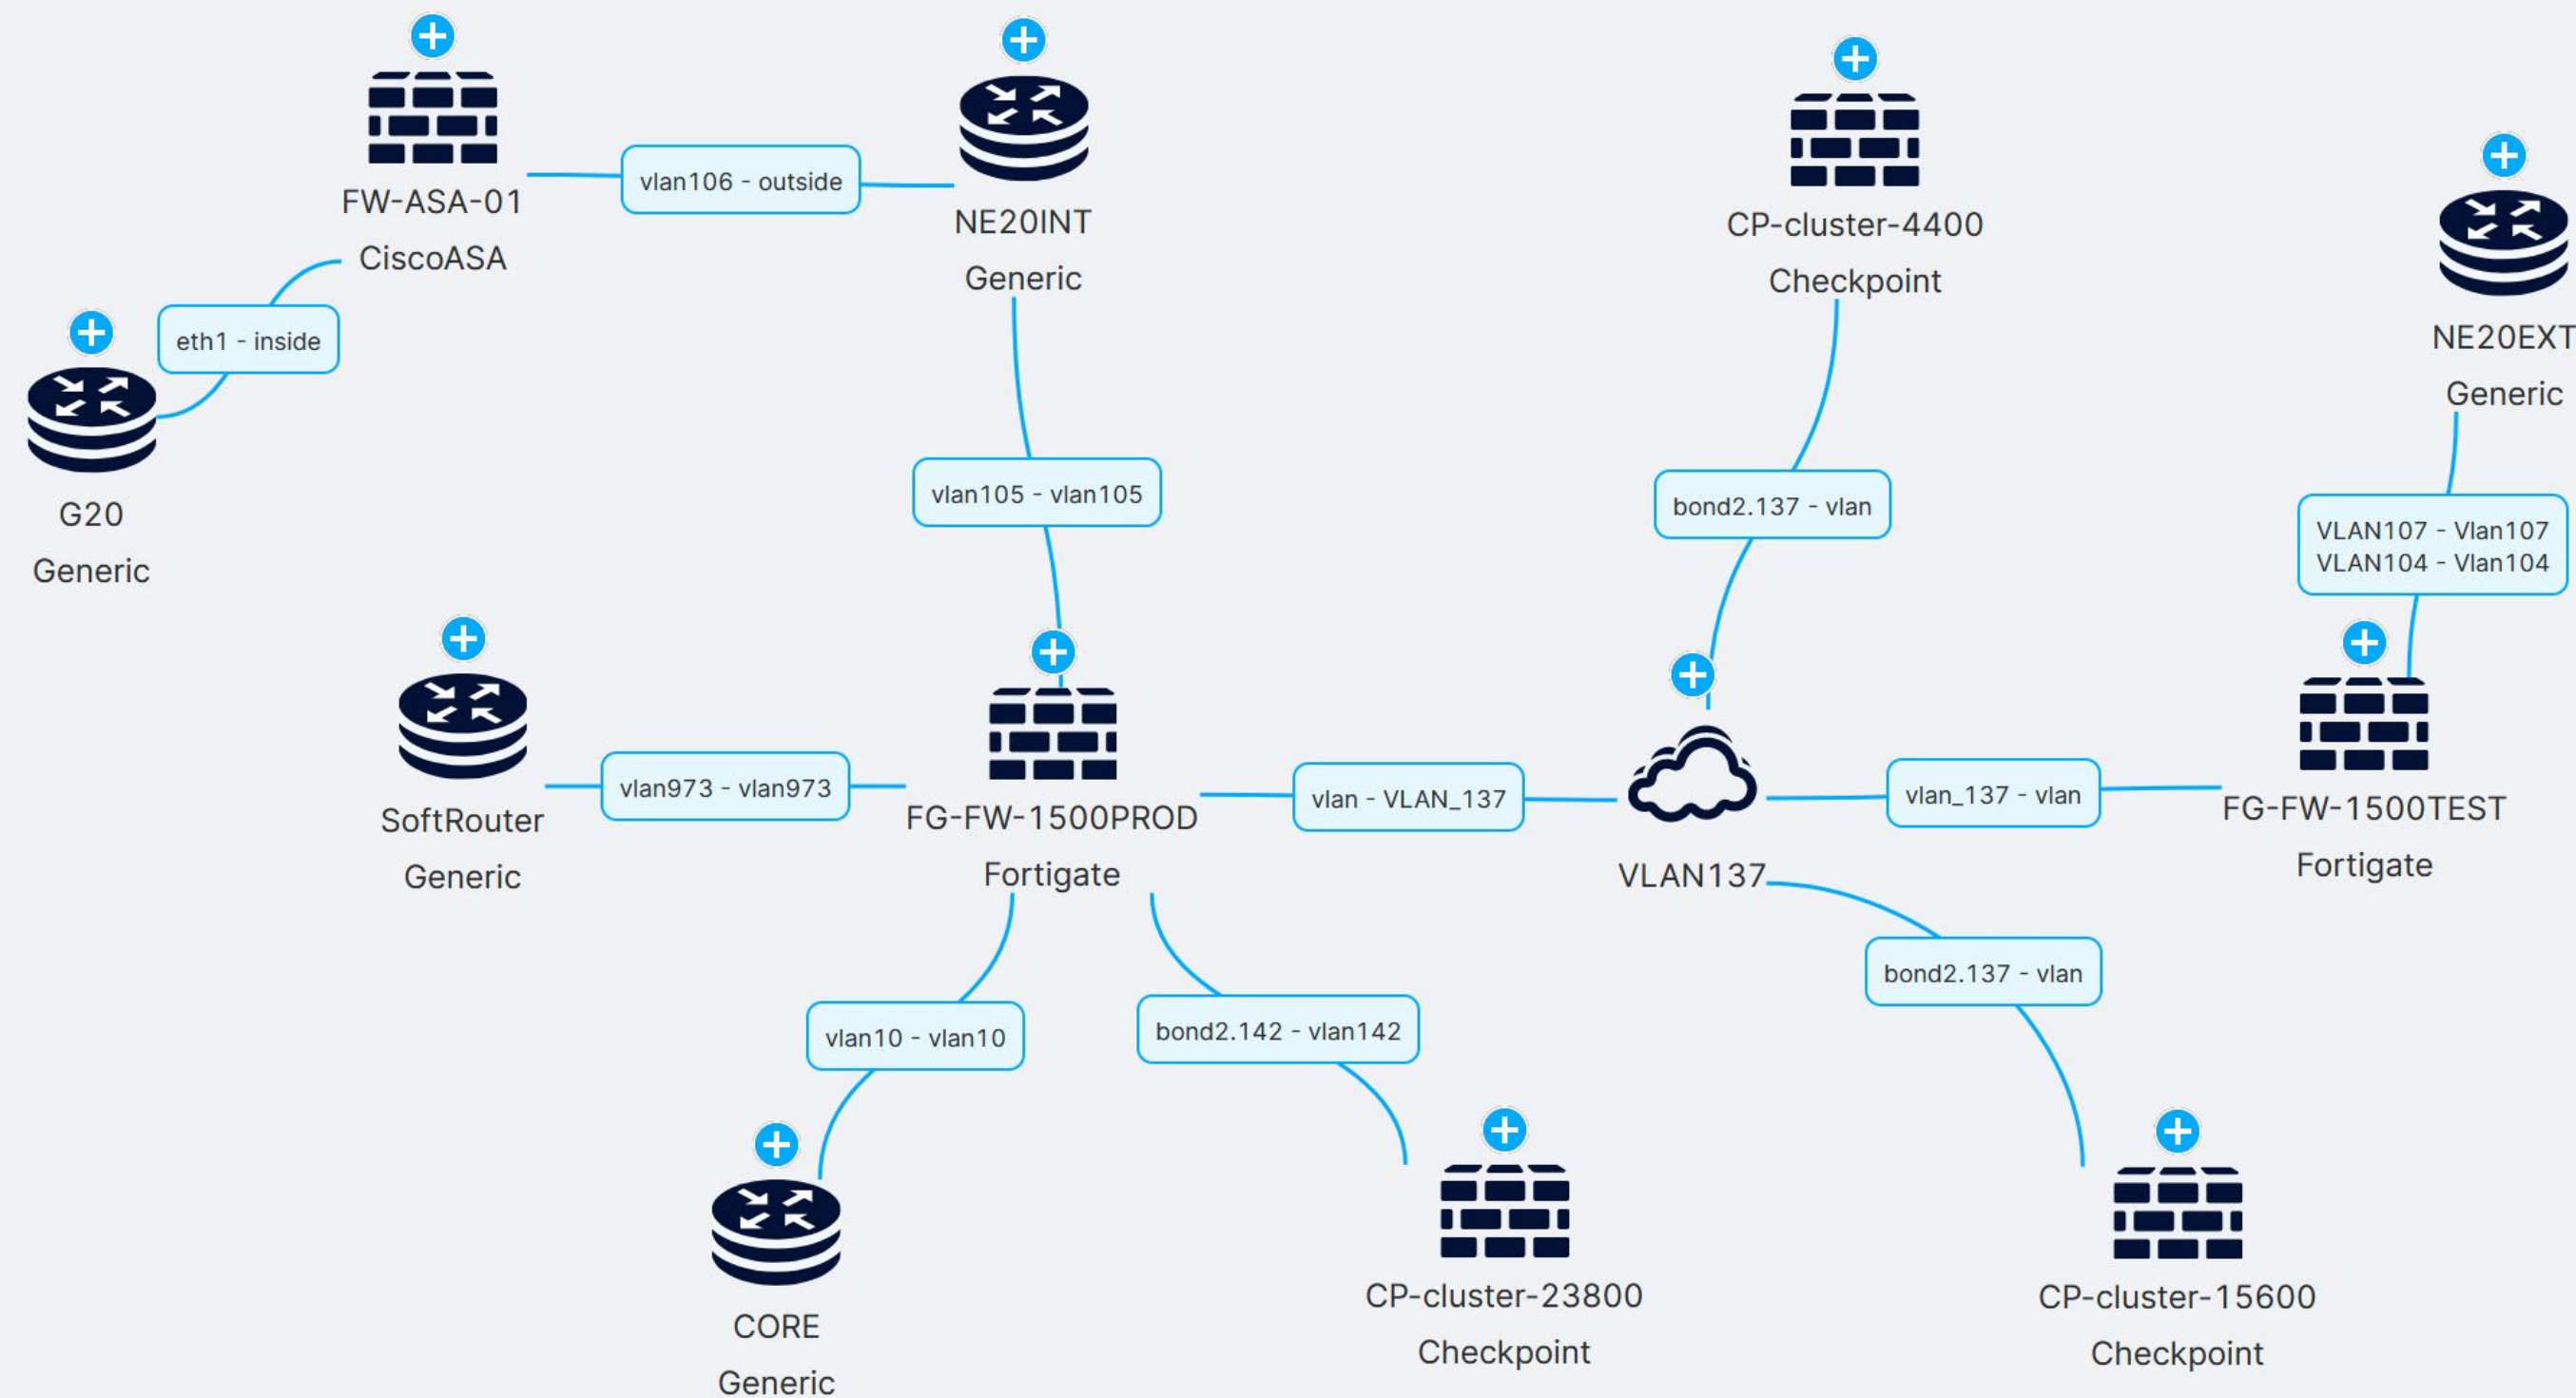 FW-ASA-01
CiscoASA
vlan106 - outside
NE20INT
Generic
CP-cluster-4400
Checkpoint
NE20EXT
Generic
eth1 - inside
G20
Generic
vlan105 - vlan105
bond2.137 - vlan
VLAN107 - Vlan107
VLAN104 - Vlan104
SoftRouter
Generic
vlan973 - vlan973
FG-FW-1500PROD
Fortigate
vlan - VLAN_137
VLAN137
vlan_137 - vlan
FG-FW-1500TEST
Fortigate
bond2.137 - vlan
vlan10 - vlan10
bond2.142 - vlan142
CORE
Generic
CP-cluster-23800
Checkpoint
CP-cluster-15600
Checkpoint